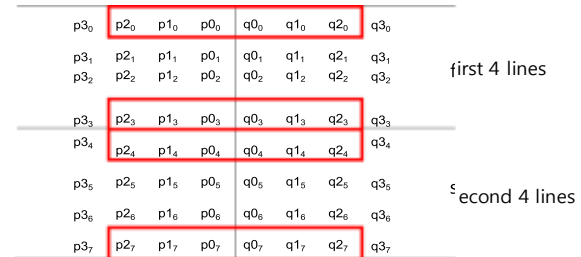 p3₀ p2₀ p1₀ p0₀ q0₀ q1₀ q2₀ q3₀
p3₁ p2₁ p1₁ p0₁ q0₁ q1₁ q2₁ q3₁
first 4 lines
p3₂ p2₂ p1₂ p0₂ q0₂ q1₂ q2₂ q3₂
p3₃ p2₃ p1₃ p0₃ q0₃ q1₃ q2₃ q3₃
p3₄ p2₄ p1₄ p0₄ q0₄ q1₄ q2₄ q3₄
p3₅ p2₅ p1₅ p0₅ q0₅ q1₅ q2₅ q3₅
second 4 lines
p3₆ p2₆ p1₆ p0₆ q0₆ q1₆ q2₆ q3₆
p3₇ p2₇ p1₇ p0₇ q0₇ q1₇ q2₇ q3₇